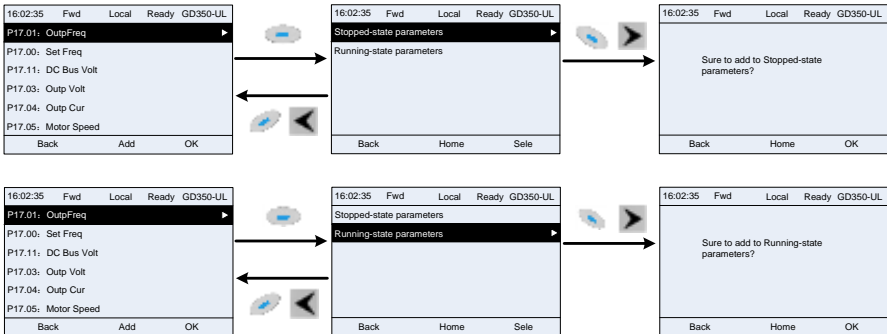 16:02:35 Fwd Local Ready GD350-UL
P17.01: OutpFreq
P17.00: Set Freq
P17.11: DC Bus Volt
P17.03: Outp Volt
P17.04: Outp Cur
P17.05: Motor Speed
Back Add OK
16:02:35 Fwd Local Ready GD350-UL
Stopped-state parameters
Running-state parameters
Back Home Sele
16:02:35 Fwd Local Ready GD350-UL
Sure to add to Stopped-state
parameters?
Back Home OK
16:02:35 Fwd Local Ready GD350-UL
P17.01: OutpFreq
P17.00: Set Freq
P17.11: DC Bus Volt
P17.03: Outp Volt
P17.04: Outp Cur
P17.05: Motor Speed
Back Add OK
16:02:35 Fwd Local Ready GD350-UL
Stopped-state parameters
Running-state parameters
Back Home Sele
16:02:35 Fwd Local Ready GD350-UL
Sure to add to Running-state
parameters?
Back Home OK